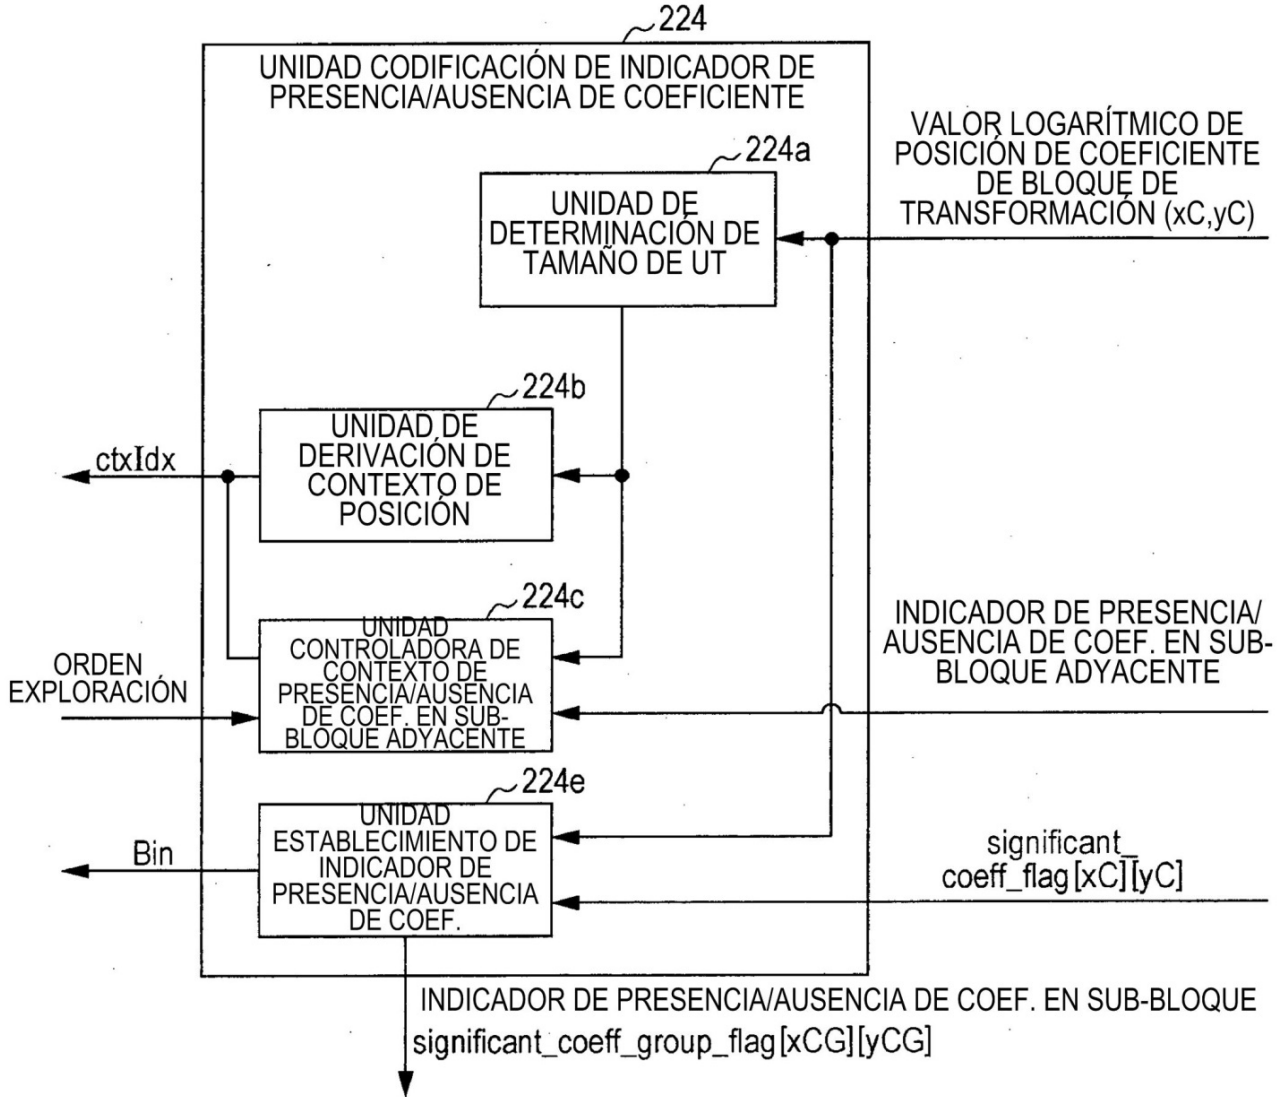 224
UNIDAD CODIFICACIÓN DE INDICADOR DE
PRESENCIA/AUSENCIA DE COEFICIENTE
VALOR LOGARÍTMICO DE
POSICIÓN DE COEFICIENTE
DE BLOQUE DE
TRANSFORMACIÓN (xC,yC)
224a
UNIDAD DE
DETERMINACIÓN DE
TAMAÑO DE UT
224b
UNIDAD DE
DERIVACIÓN DE
CONTEXTO DE
POSICIÓN
ctxIdx
224c
UNIDAD
CONTROLADORA DE
CONTEXTO DE
PRESENCIA/AUSENCIA
DE COEF. EN SUB-
BLOQUE ADYACENTE
ORDEN
EXPLORACIÓN
INDICADOR DE PRESENCIA/
AUSENCIA DE COEF. EN SUB-
BLOQUE ADYACENTE
224e
UNIDAD
ESTABLECIMIENTO DE
INDICADOR DE
PRESENCIA/AUSENCIA
DE COEF.
Bin
significant_
coeff_flag[xC][yC]
INDICADOR DE PRESENCIA/AUSENCIA DE COEF. EN SUB-BLOQUE
significant_coeff_group_flag[xCG][yCG]